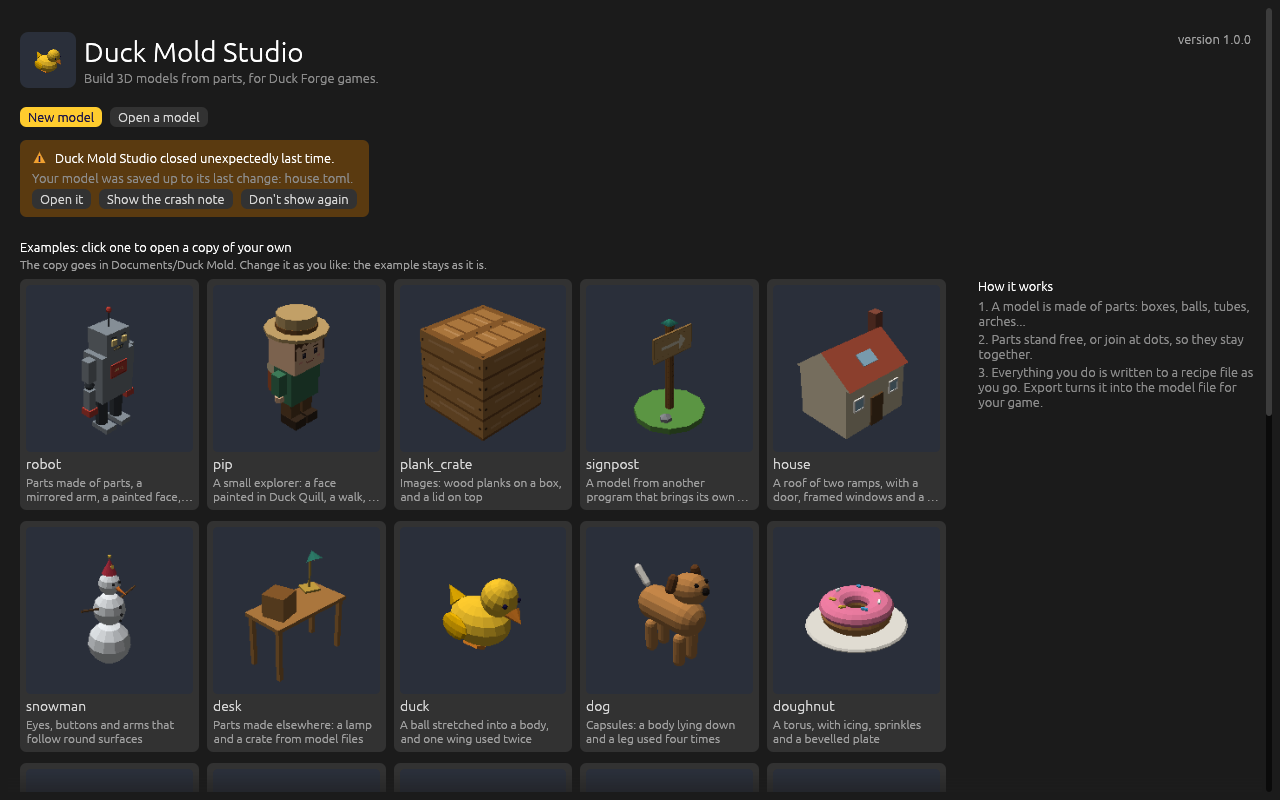 Duck Mold Studio
Build 3D models from parts, for Duck Forge games.
version 1.0.0
New model
Open a model
Duck Mold Studio closed unexpectedly last time.
Your model was saved up to its last change: house.toml.
Open it
Show the crash note
Don't show again
Examples: click one to open a copy of your own
The copy goes in Documents/Duck Mold. Change it as you like: the example stays as it is.
robot
Parts made of parts, a
mirrored arm, a painted face,...
pip
A small explorer: a face
painted in Duck Quill, a walk, ...
plank_crate
Images: wood planks on a box,
and a lid on top
signpost
A model from another
program that brings its own ...
house
A roof of two ramps, with a
door, framed windows and a ...
How it works
1. A model is made of parts: boxes, balls, tubes,
arches...
2. Parts stand free, or join at dots, so they stay
together.
3. Everything you do is written to a recipe file as
you go. Export turns it into the model file for
your game.
snowman
Eyes, buttons and arms that
follow round surfaces
desk
Parts made elsewhere: a lamp
and a crate from model files
duck
A ball stretched into a body,
and one wing used twice
dog
Capsules: a body lying down
and a leg used four times
doughnut
A torus, with icing, sprinkles
and a bevelled plate